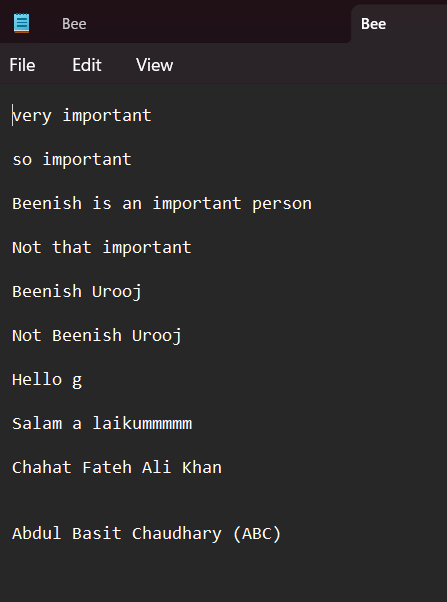 Bee
Bee
File Edit View
very important
so important
Beenish is an important person
Not that important
Beenish Urooj
Not Beenish Urooj
Hello g
Salam a laikummmmm
Chahat Fateh Ali Khan
Abdul Basit Chaudhary (ABC)